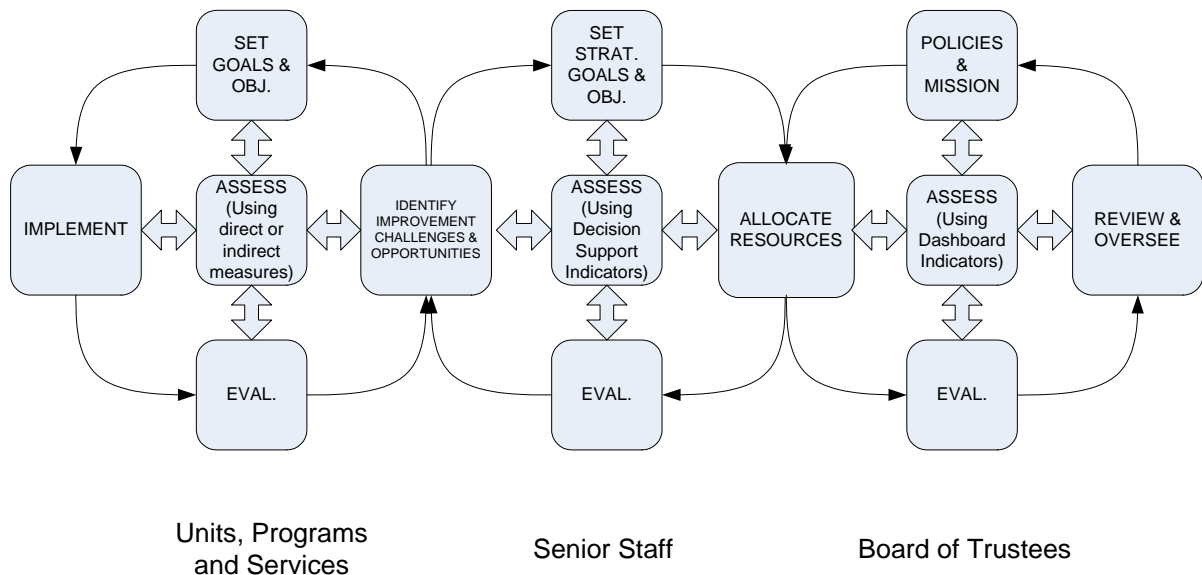 SET
GOALS &
OBJ.
SET
STRAT.
GOALS &
OBJ.
POLICIES
&
MISSION
IMPLEMENT
ASSESS
(Using
direct or
indirect
measures)
IDENTIFY
IMPROVEMENT
CHALLENGES &
OPPORTUNITIES
ASSESS
(Using
Decision
Support
Indicators)
ALLOCATE
RESOURCES
ASSESS
(Using
Dashboard
Indicators)
REVIEW &
OVERSEE
EVAL.
EVAL.
EVAL.
Units, Programs
and Services
Senior Staff
Board of Trustees